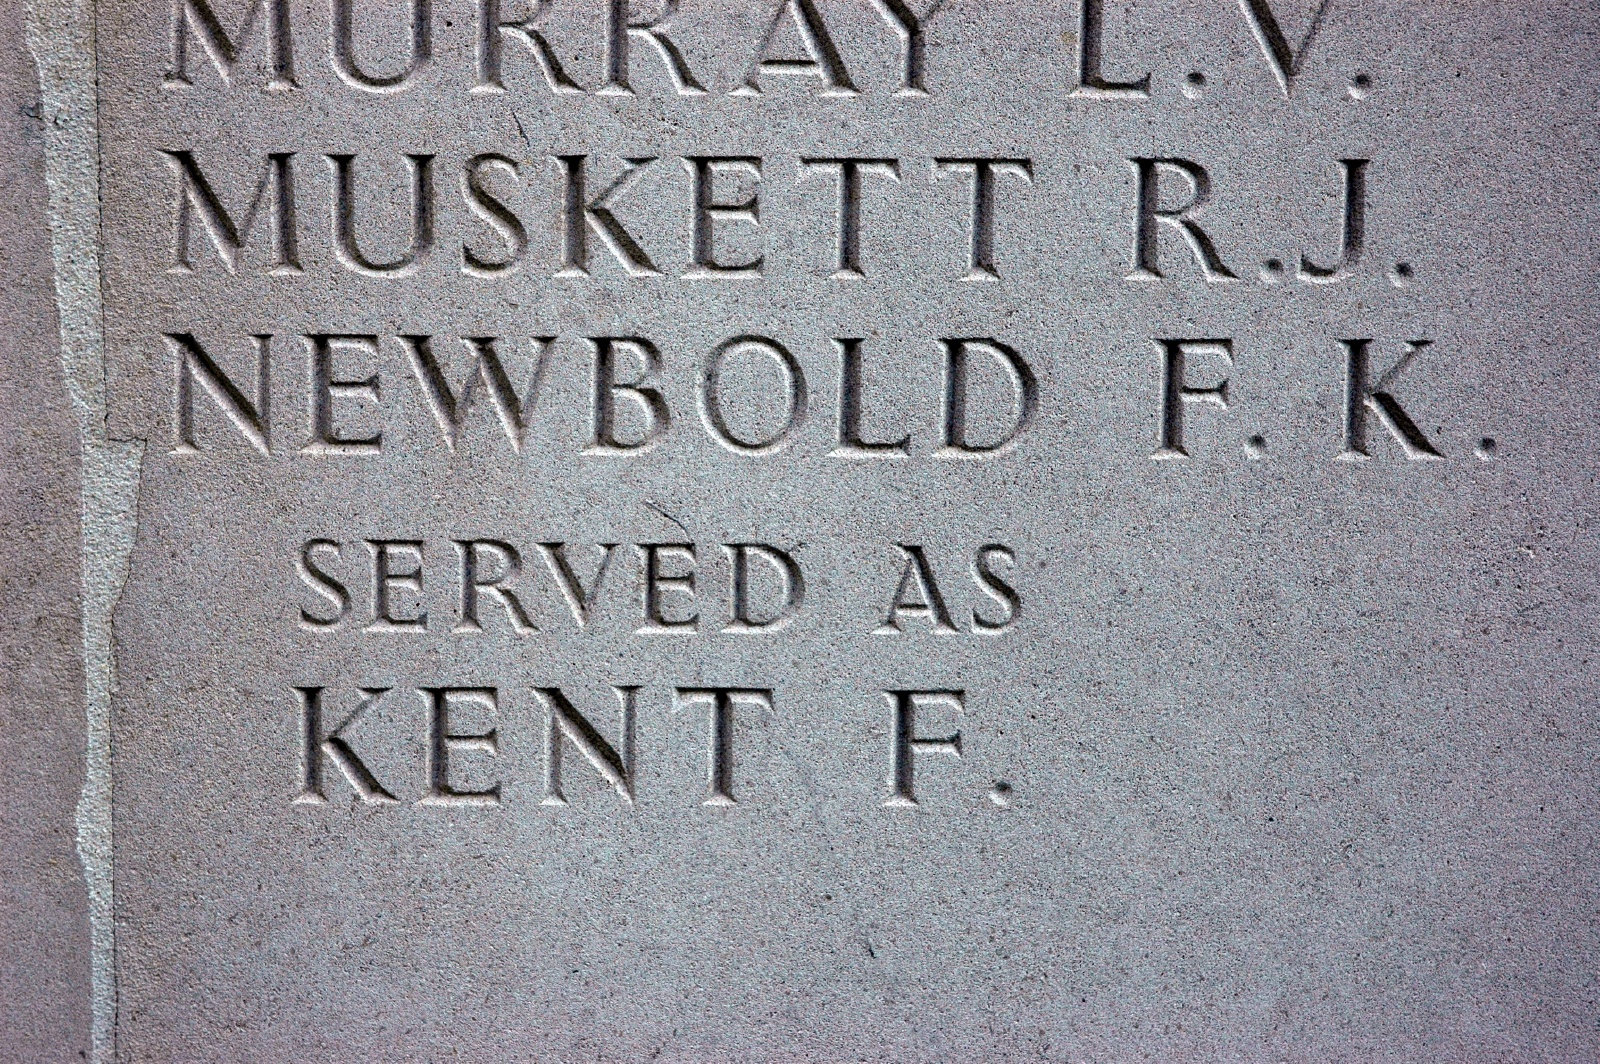 MURRAY L.V.
MUSKETT R.J.
NEWBOLD F.K.
SERVED AS
KENT F.